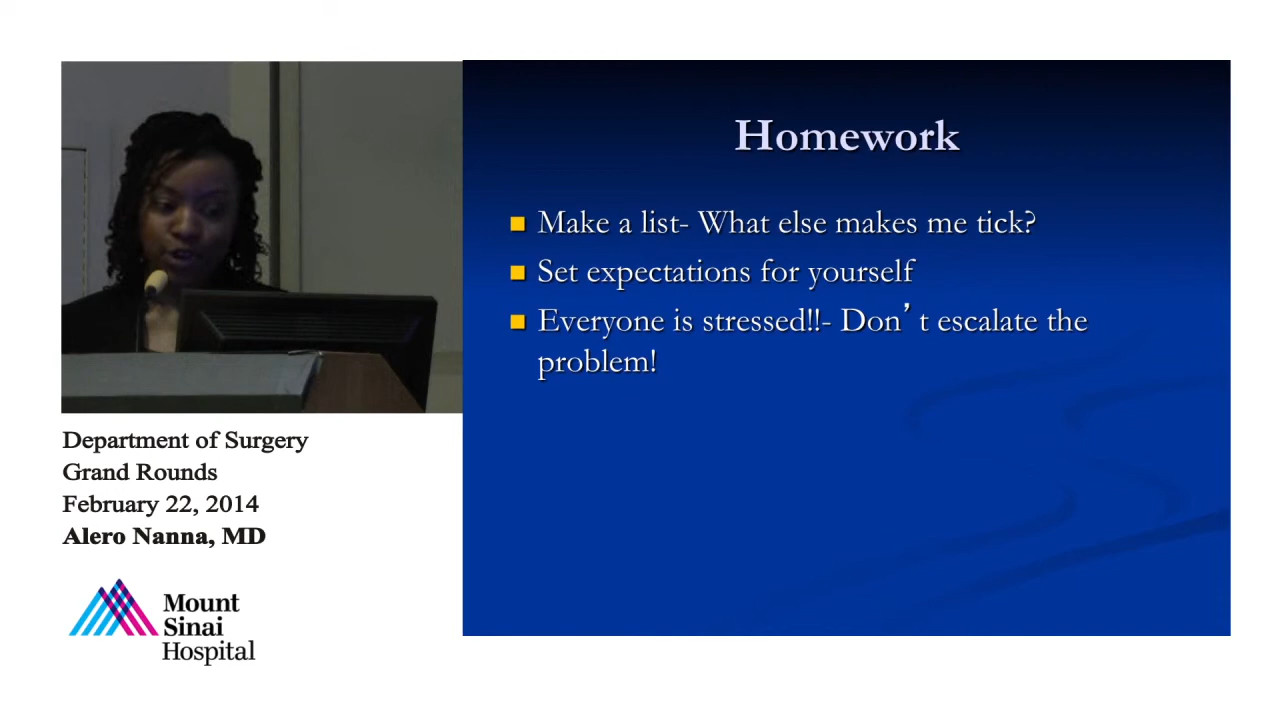 Homework
Make a list- What else makes me tick?
Set expectations for yourself
Everyone is stressed!!- Don’t escalate the
problem!
Department of Surgery
Grand Rounds
February 22, 2014
Alero Nanna, MD
Mount
Sinai
Hospital